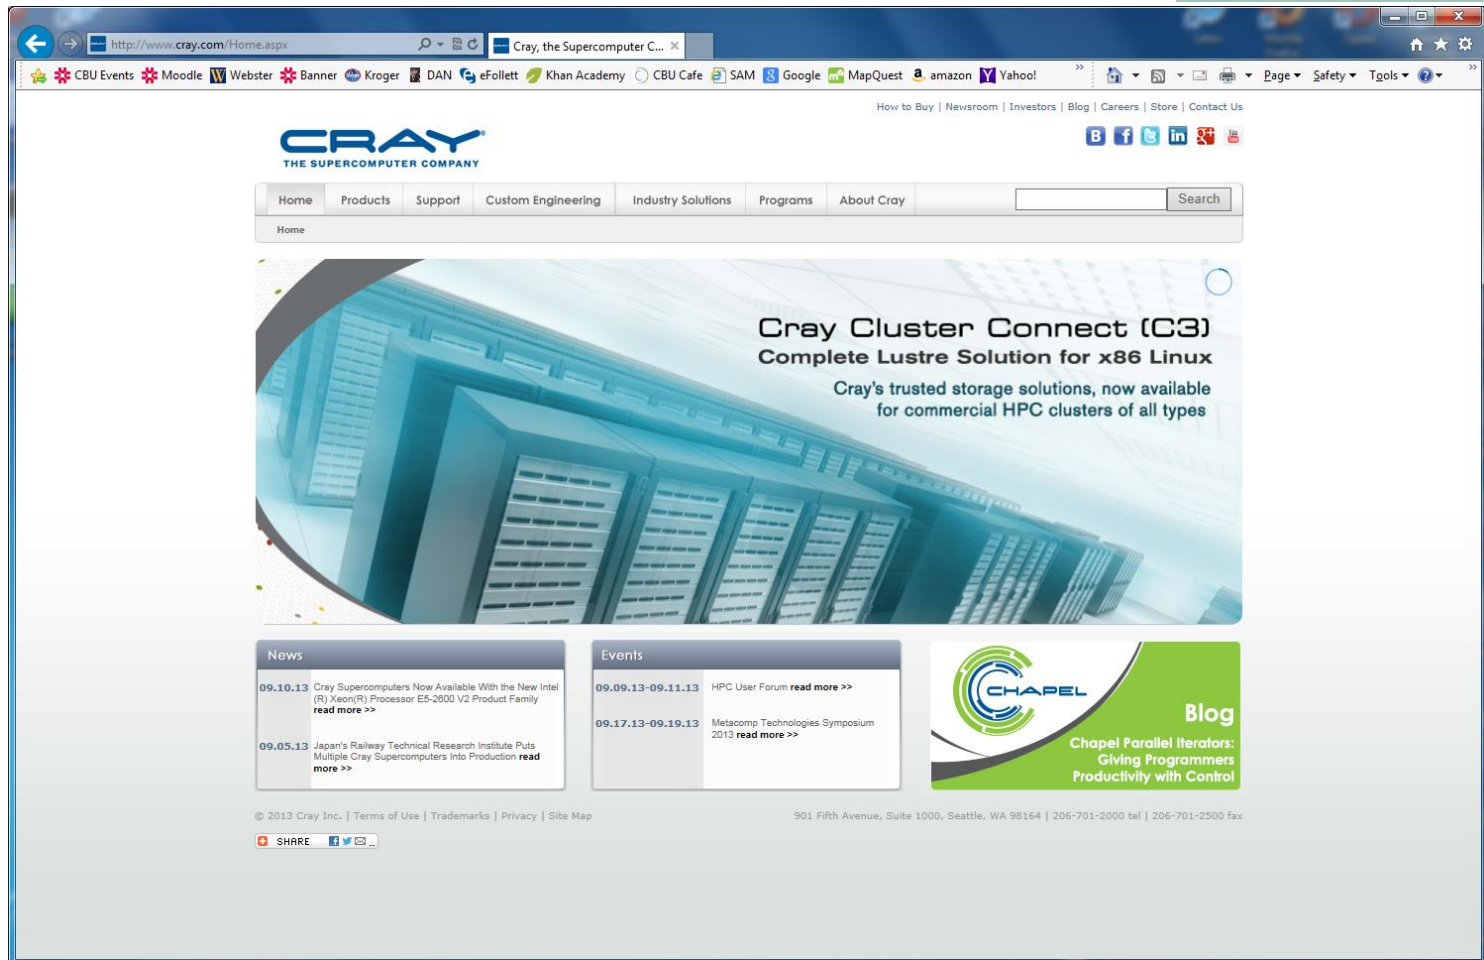 http://www.cray.com/Home.aspx
Cray, the Supercomputer C...
CBU Events Moodle Webster Banner Kroger DAN eFollett Khan Academy CBU Cafe SAM Google MapQuest amazon Yahoo! Page Safety Tools
How to Buy | Newsroom | Investors | Blog | Careers | Store | Contact Us
CRAY
THE SUPERCOMPUTER COMPANY
Home Products Support Custom Engineering Industry Solutions Programs About Cray Search
Home
Cray Cluster Connect (C3)
Complete Lustre Solution for x86 Linux
Cray's trusted storage solutions, now available
for commercial HPC clusters of all types
News
09.10.13 Cray Supercomputers Now Available With the New Intel
(R) Xeon(R) Processor E5-2600 V2 Product Family
read more >>
09.05.13 Japan's Railway Technical Research Institute Puts
Multiple Cray Supercomputers Into Production read
more >>
Events
09.09.13-09.11.13 HPC User Forum read more >>
09.17.13-09.19.13 Metacomp Technologies Symposium
2013 read more >>
CHAPEL
Blog
Chapel Parallel Iterators:
Giving Programmers
Productivity with Control
© 2013 Cray Inc. | Terms of Use | Trademarks | Privacy | Site Map
901 Fifth Avenue, Suite 1000, Seattle, WA 98164 | 206-701-2000 tel | 206-701-2500 fax
SHARE